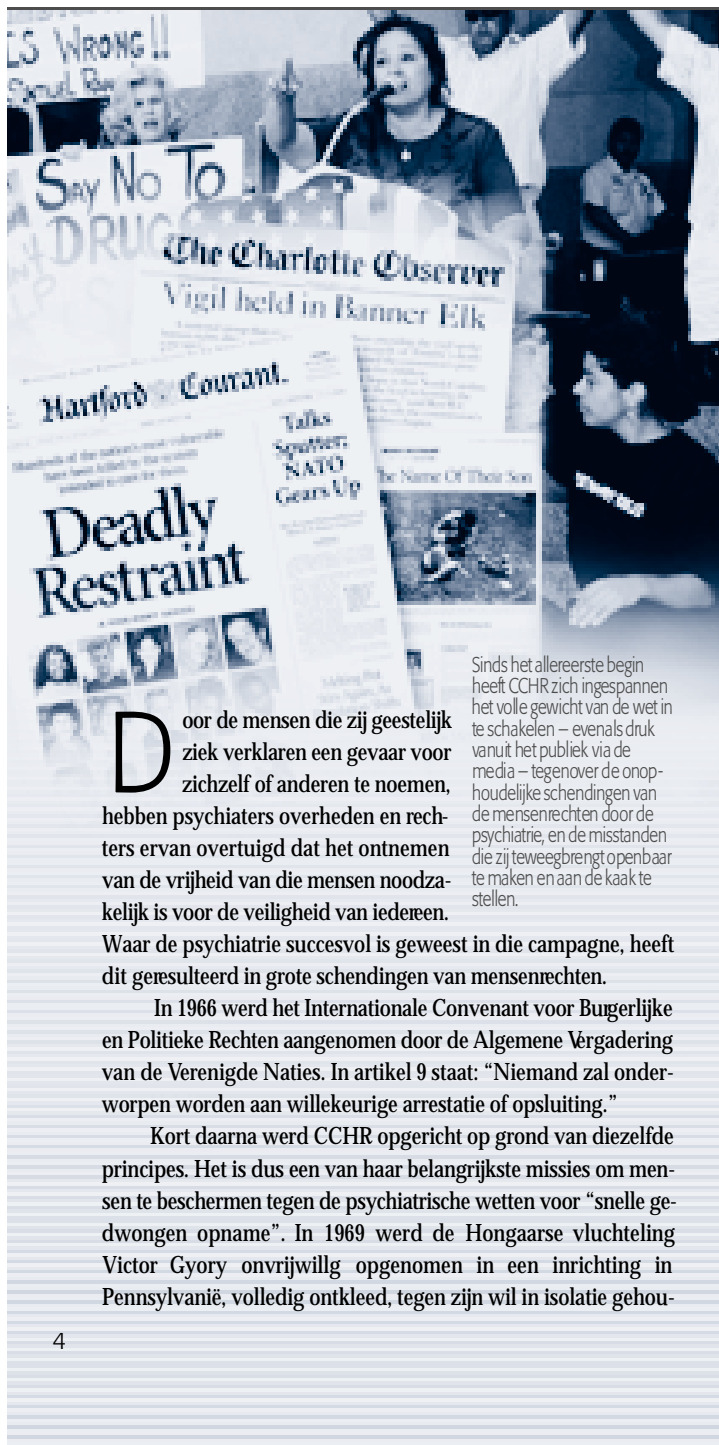 IS WRONG!!
SAY NO TO
DRUGS
The Charlotte Observer
Vigil held in Banner Elk
Hartford Courant.
Talks
Sputter;
NATO
Gears Up
The Name Of Their Son
Deadly
Restraint
Sinds het allereerste begin
heeft CCHR zich ingespannen
het volle gewicht van de wet in
te schakelen – evenals druk
vanuit het publiek via de
media – tegenover de onop-
houdelijke schendingen van
de mensenrechten door de
psychiatrie, en de misstanden
die zij teweegbrengt openbaar
te maken en aan de kaak te
stellen.
Door de mensen die zij geestelijk
ziek verklaren een gevaar voor
zichzelf of anderen te noemen,
hebben psychiaters overheden en rech-
ters ervan overtuigd dat het ontnemen
van de vrijheid van die mensen noodza-
kelijk is voor de veiligheid van iedereen.
Waar de psychiatrie succesvol is geweest in die campagne, heeft
dit geresulteerd in grote schendingen van mensenrechten.
In 1966 werd het Internationale Convenant voor Burgerlijke
en Politieke Rechten aangenomen door de Algemene Vergadering
van de Verenigde Naties. In artikel 9 staat: “Niemand zal onder-
worpen worden aan willekeurige arrestatie of opsluiting.”
Kort daarna werd CCHR opgericht op grond van diezelfde
principes. Het is dus een van haar belangrijkste missies om men-
sen te beschermen tegen de psychiatrische wetten voor “snelle ge-
dwongen opname”. In 1969 werd de Hongaarse vluchteling
Victor Gyory onvrijwillg opgenomen in een inrichting in
Pennsylvanië, volledig ontkleed, tegen zijn wil in isolatie gehou-
4